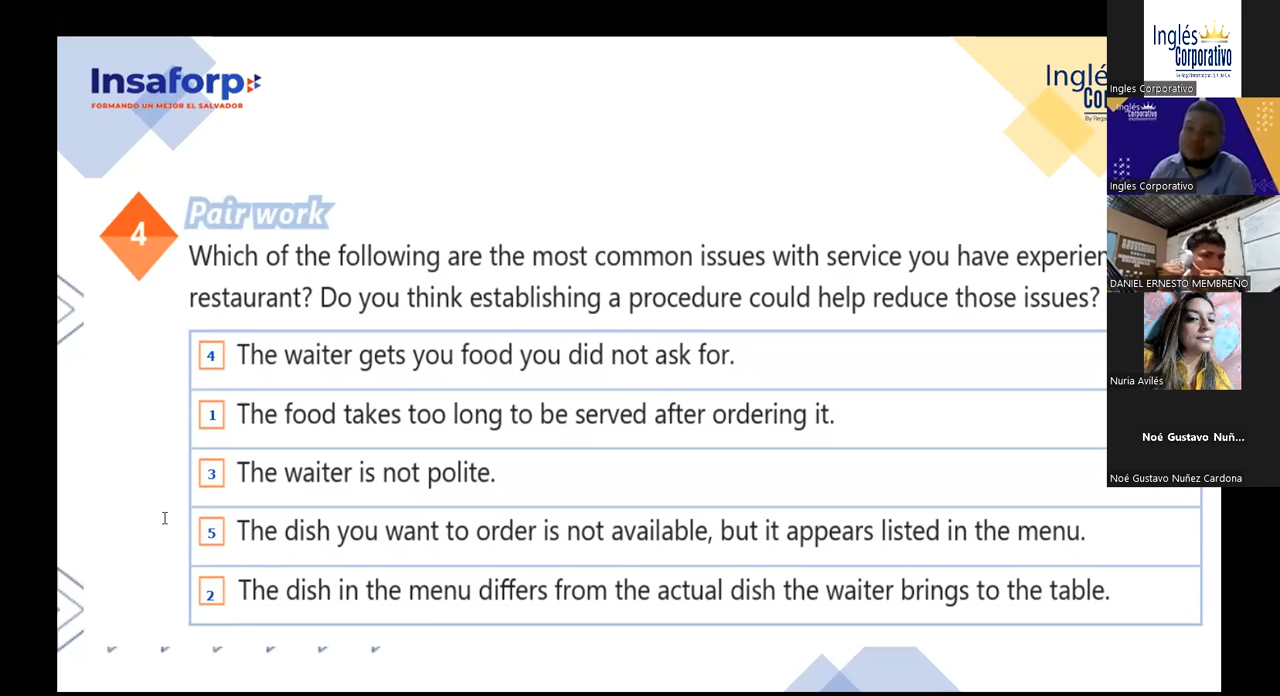 Insaforp
FORMANDO UN MEJOR EL SALVADOR
Inglés
Pair work
4
Which of the following are the most common issues with service you have experien
restaurant? Do you think establishing a procedure could help reduce those issues?
4 The waiter gets you food you did not ask for.
1 The food takes too long to be served after ordering it.
3 The waiter is not polite.
5 The dish you want to order is not available, but it appears listed in the menu.
2 The dish in the menu differs from the actual dish the waiter brings to the table.
Inglés
Corporativo
Ingles Corporativo
Inglés
Corporativo
Ingles Corporativo
DANIEL ERNESTO MEMBREÑO
Nuria Avilés
Noé Gustavo Nuñ...
Noé Gustavo Nuñez Cardona